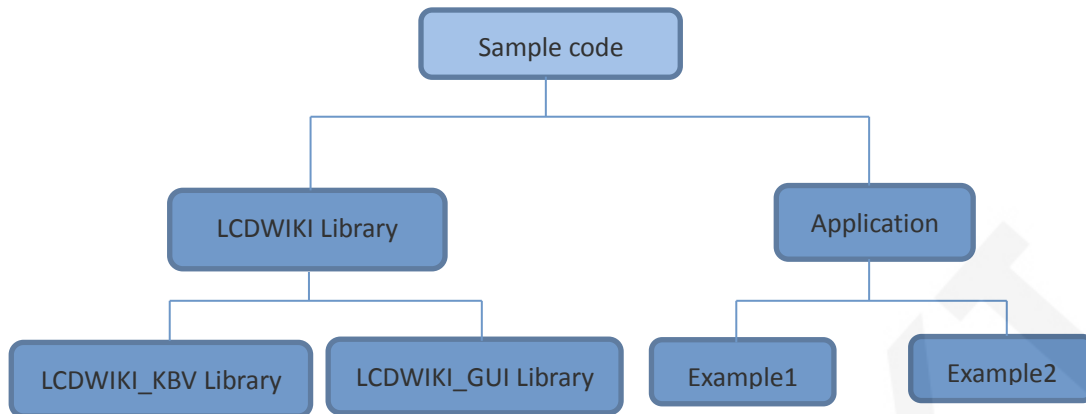 Sample code
LCDWIKI Library
Application
LCDWIKI_KBV Library
LCDWIKI_GUI Library
Example1
Example2